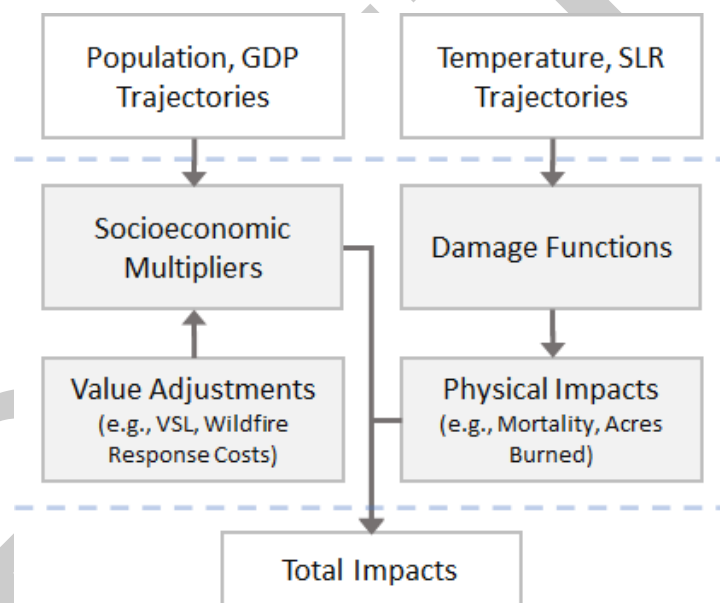 Population, GDP
Trajectories
Temperature, SLR
Trajectories
Socioeconomic
Multipliers
Damage Functions
Value Adjustments
(e.g., VSL, Wildfire
Response Costs)
Physical Impacts
(e.g., Mortality, Acres
Burned)
Total Impacts